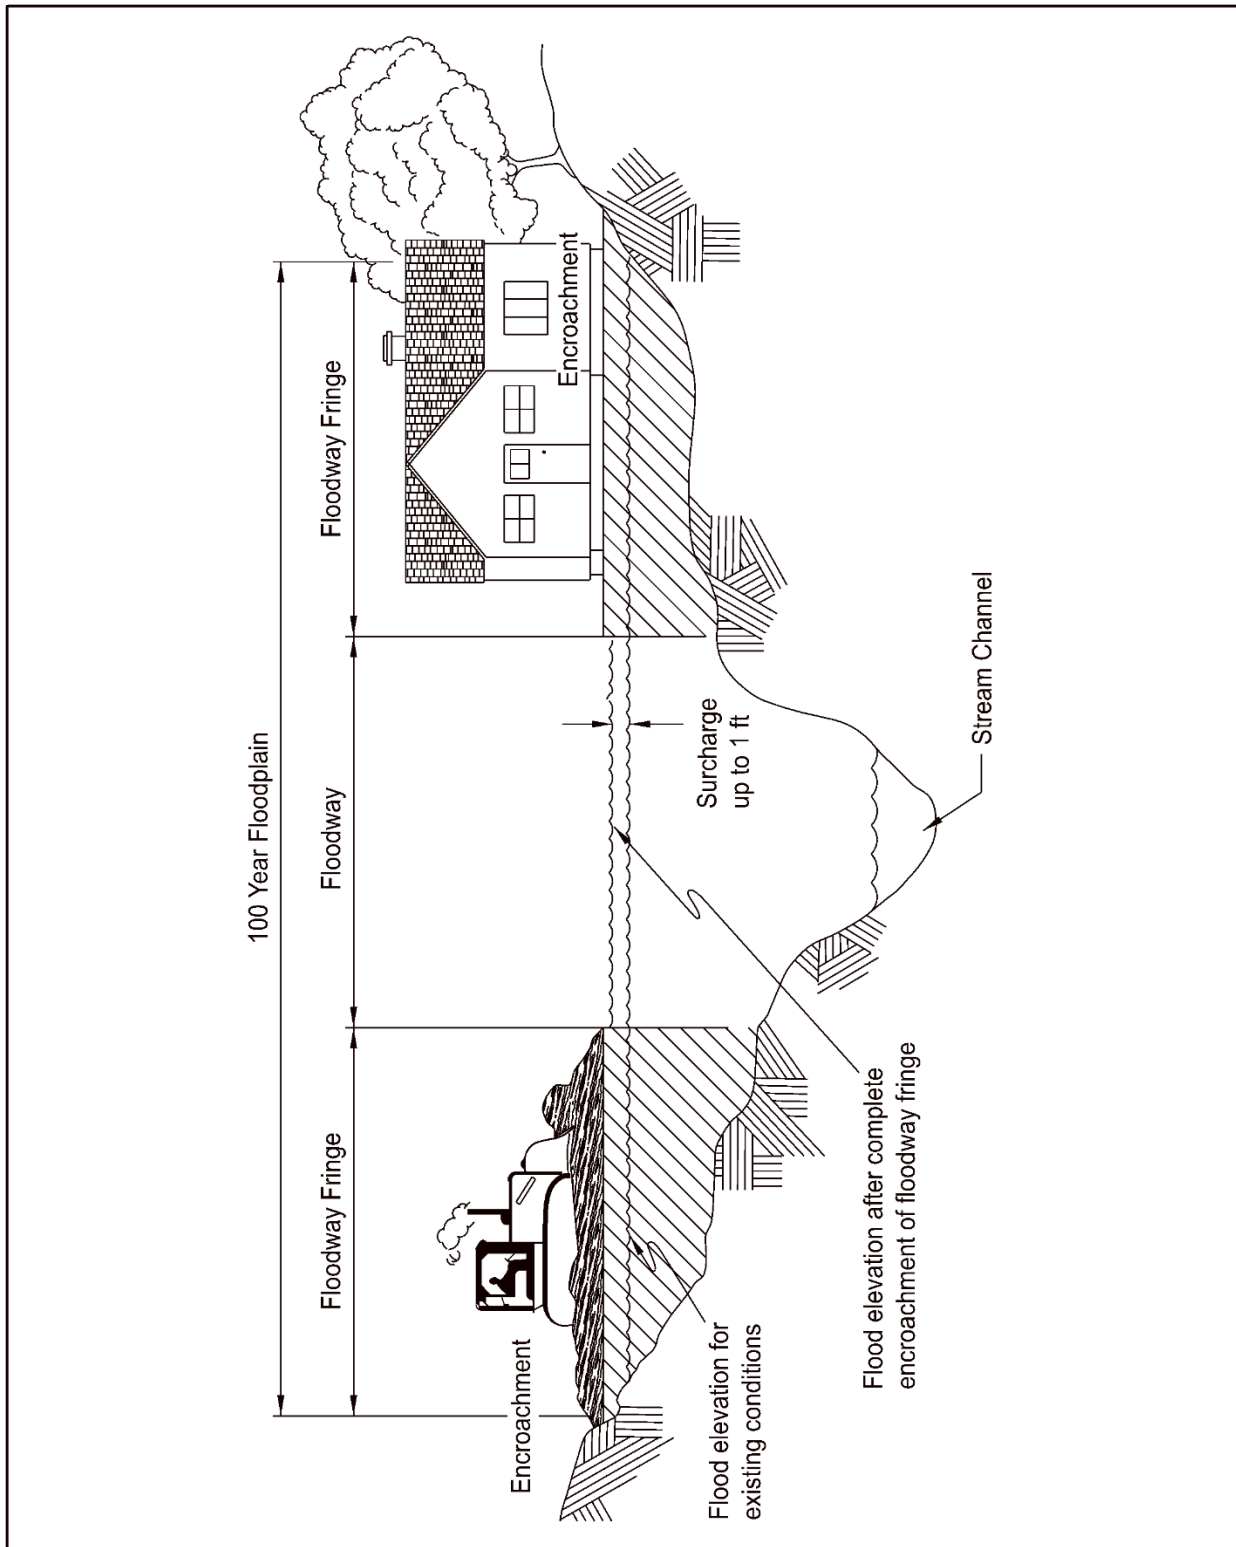 100 Year Floodplain
Floodway Fringe
Floodway
Floodway Fringe
Encroachment
Encroachment
Surcharge
up to 1 ft
Flood elevation for
existing conditions
Flood elevation after complete
encroachment of floodway fringe
Stream Channel